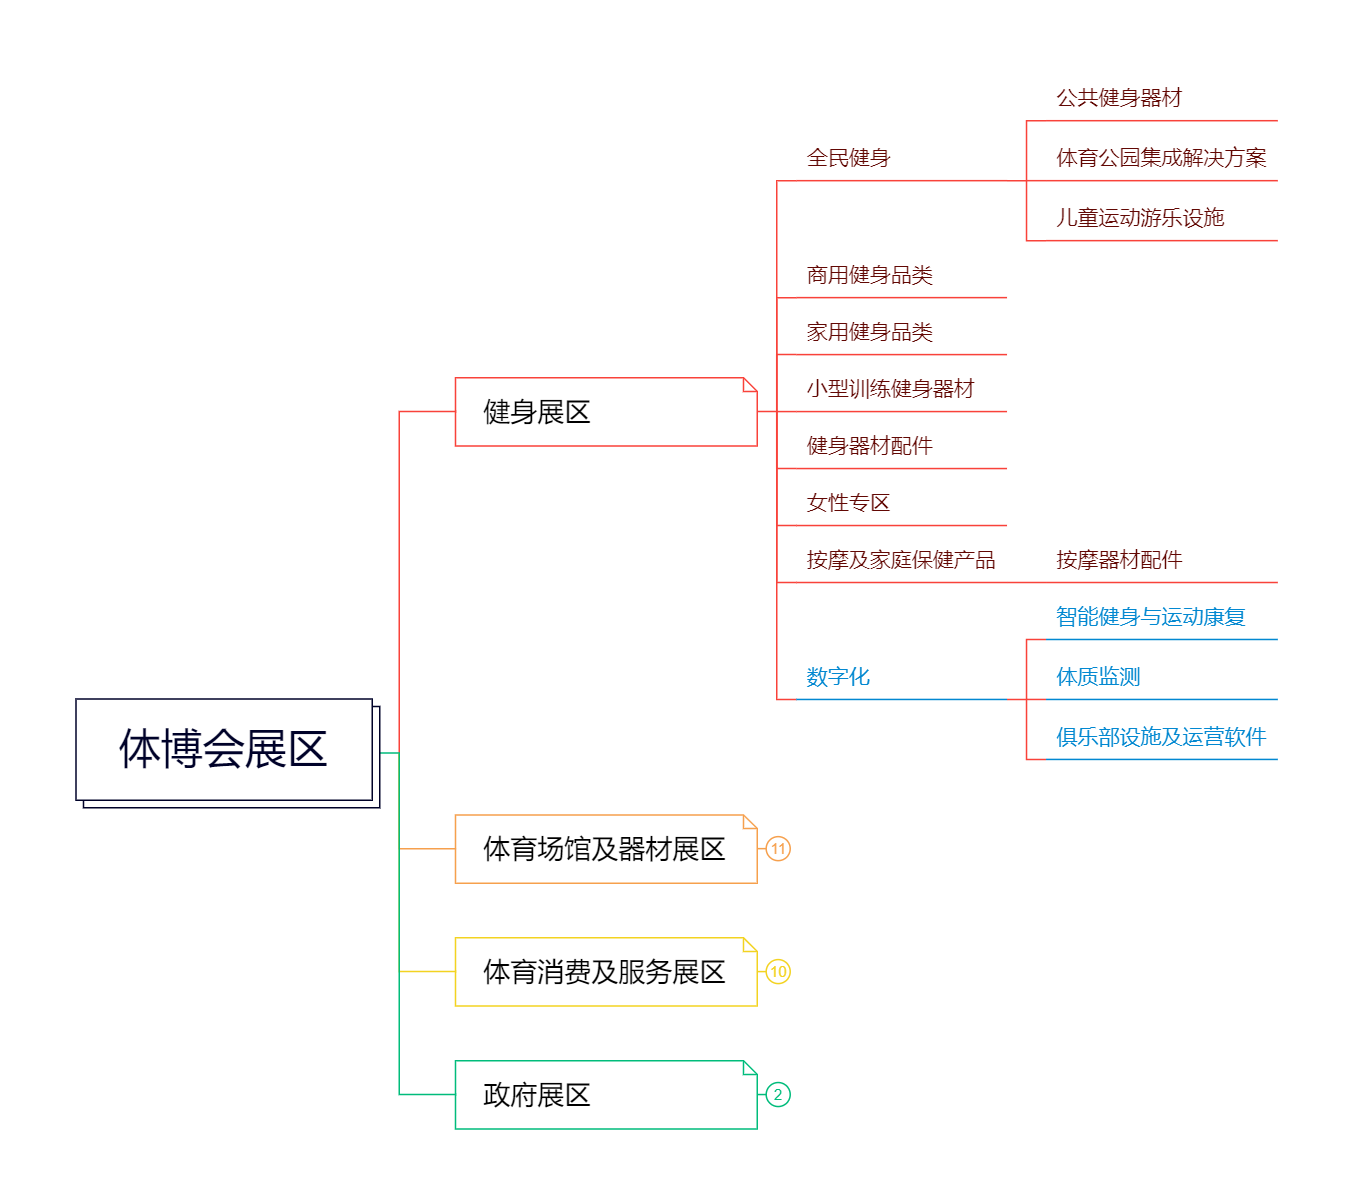 体博会展区
健身展区
全民健身
公共健身器材
体育公园集成解决方案
儿童运动游乐设施
商用健身品类
家用健身品类
小型训练健身器材
健身器材配件
女性专区
按摩及家庭保健产品
按摩器材配件
数字化
智能健身与运动康复
体质监测
俱乐部设施及运营软件
体育场馆及器材展区
11
体育消费及服务展区
10
政府展区
2